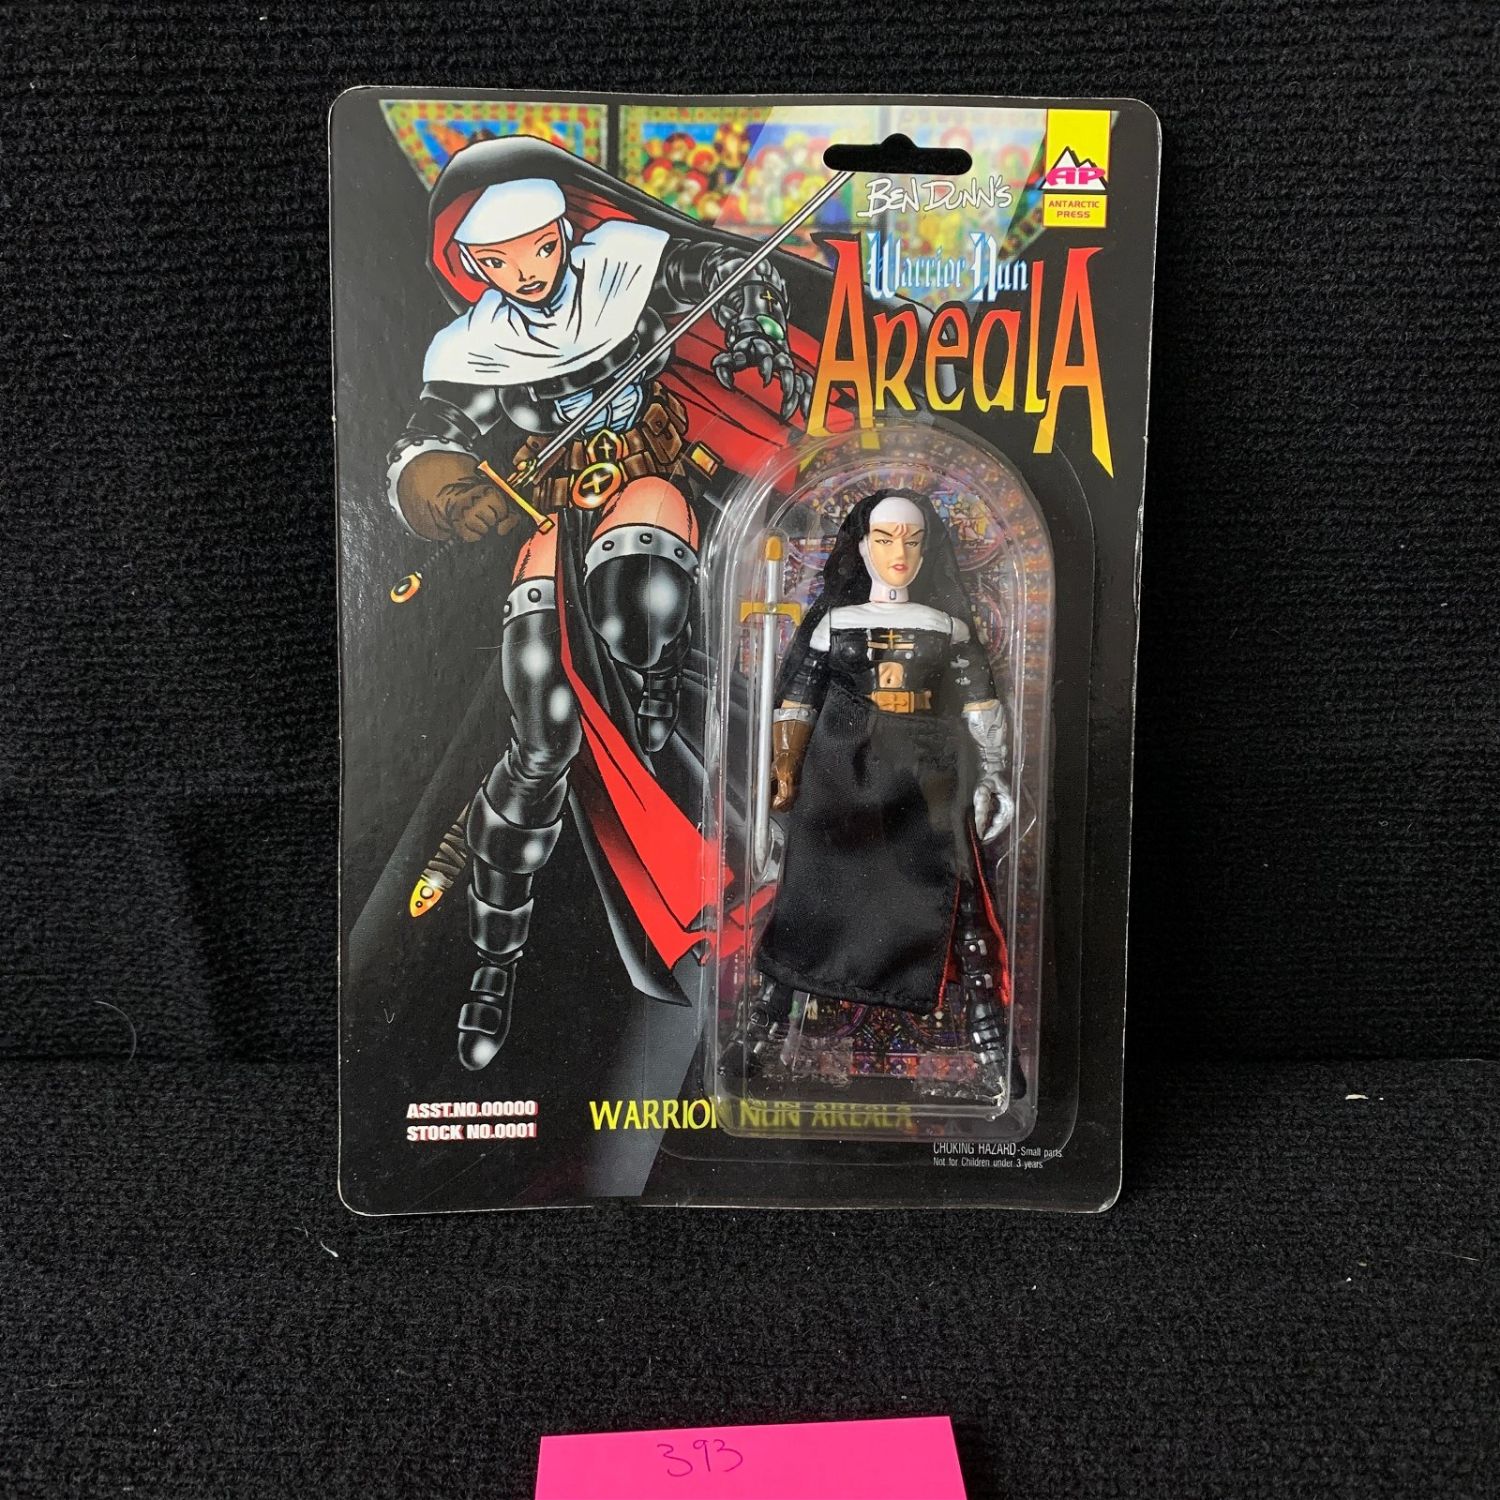 AP
ANTARCTIC
PRESS
BEN DUNN'S
Warrior Nun
AREALA
ASST.NO.00000
STOCK NO.0001
WARRIOR NUN AREALA
CHOKING HAZARD-Small parts
Not for Children under 3 years
393